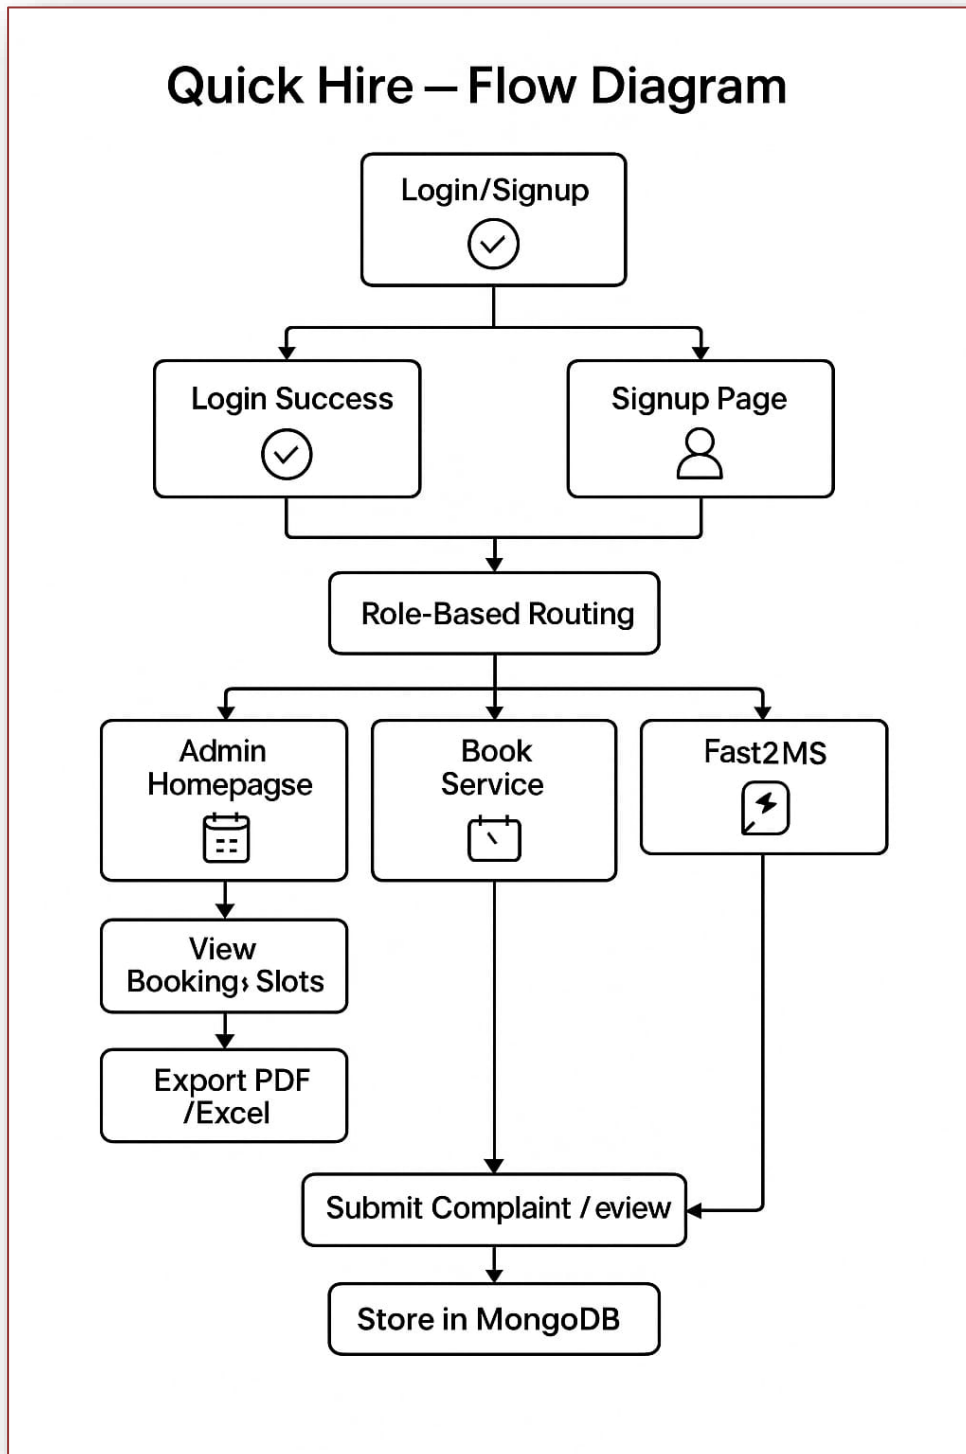 Quick Hire – Flow Diagram
Login/Signup
Login Success
Signup Page
Role-Based Routing
Admin
Homepagse
Book
Service
Fast2MS
View
Bookings Slots
Export PDF
/Excel
Submit Complaint / eview
Store in MongoDB